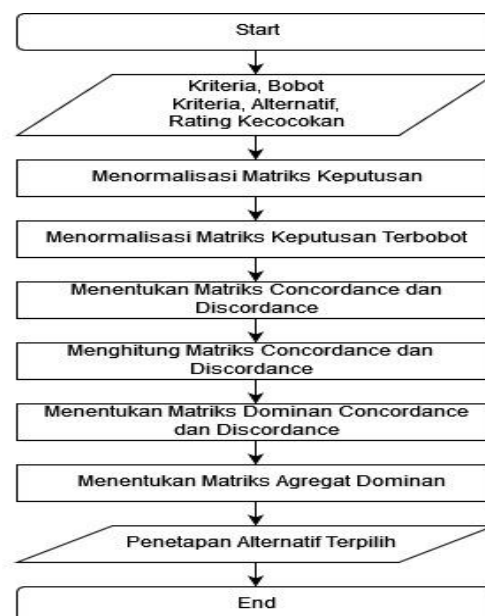 Start
Kriteria, Bobot
Kriteria, Alternatif,
Rating Kecocokan
Menormalisasi Matriks Keputusan
Menormalisasi Matriks Keputusan Terbobot
Menentukan Matriks Concordance dan
Discordance
Menghitung Matriks Concordance dan
Discordance
Menentukan Matriks Dominan Concordance
dan Discordance
Menentukan Matriks Agregat Dominan
Penetapan Alternatif Terpilih
End